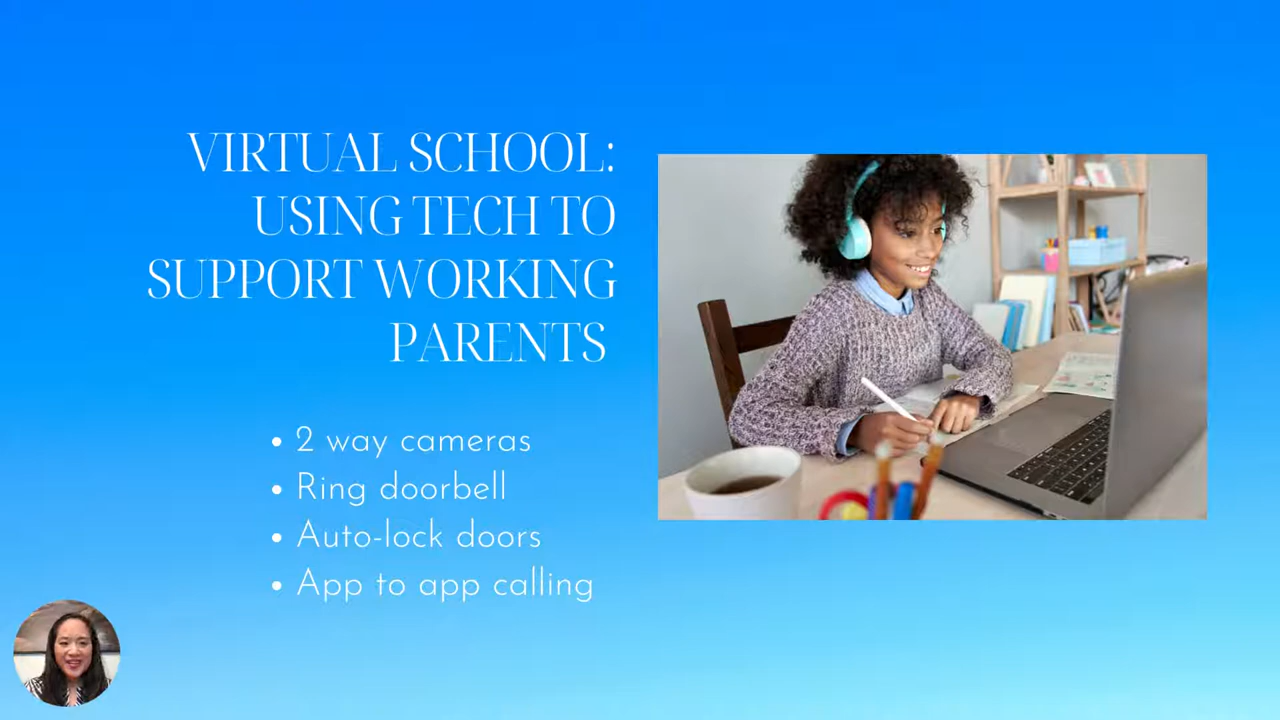 VIRTUAL SCHOOL:
USING TECH TO
SUPPORT WORKING
PARENTS
• 2 way cameras
• Ring doorbell
• Auto-lock doors
• App to app calling